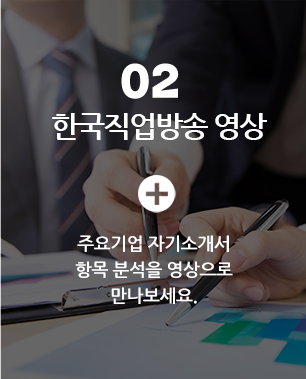 02
한국직업방송 영상
주요기업 자기소개서
항목 분석을 영상으로
만나보세요.